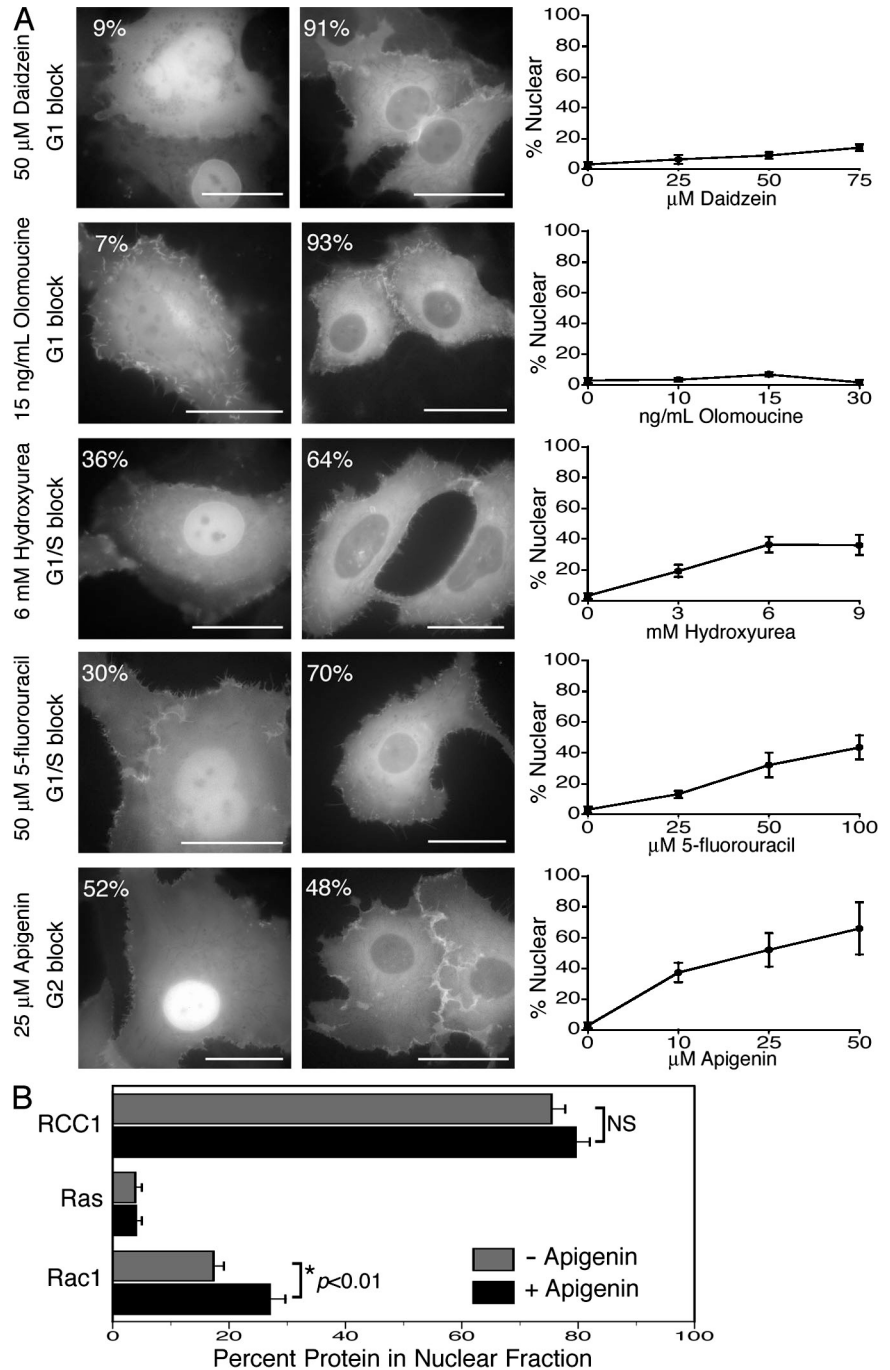 A
50 μM Daidzein
G1 block
9%
91%
% Nuclear
100
80
60
40
20
0
0 25 50 75
μM Daidzein
15 ng/mL Olomoucine
G1 block
7%
93%
% Nuclear
100
80
60
40
20
0
0 10 15 30
ng/mL Olomoucine
6 mM Hydroxyurea
G1/S block
36%
64%
% Nuclear
100
80
60
40
20
0
0 3 6 9
mM Hydroxyurea
50 μM 5-fluorouracil
G1/S block
30%
70%
% Nuclear
100
80
60
40
20
0
0 25 50 100
μM 5-fluorouracil
25 μM Apigenin
G2 block
52%
48%
% Nuclear
100
80
60
40
20
0
0 10 25 50
μM Apigenin
B
RCC1
NS
Ras
Rac1
* p<0.01
- Apigenin
+ Apigenin
0 20 40 60 80 100
Percent Protein in Nuclear Fraction